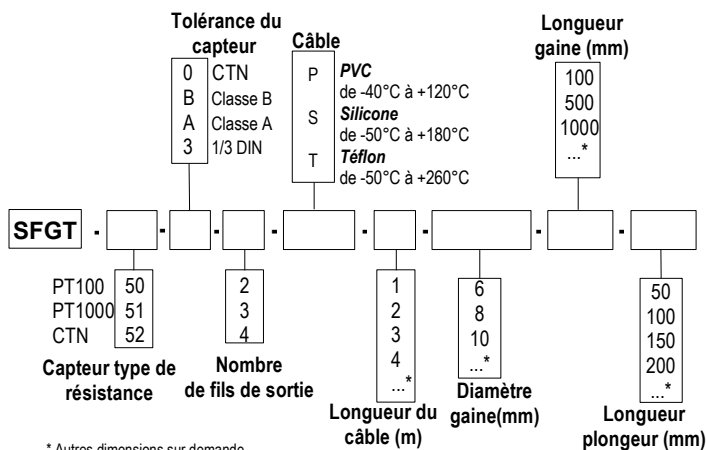 Tolérance du
capteur
0 CTN
B Classe B
A Classe A
3 1/3 DIN
Câble
P PVC
de -40°C à +120°C
S Silicone
de -50°C à +180°C
T Téflon
de -50°C à +260°C
Longueur
gaine (mm)
100
500
1000
...*
SFGT - - - - - - - -
PT100 50
PT1000 51
CTN 52
Capteur type de
résistance
2
3
4
Nombre
de fils de sortie
1
2
3
4
...*
Longueur du
câble (m)
6
8
10
...*
Diamètre
gaine(mm)
50
100
150
200
...*
Longueur
plongeur (mm)
* Autres dimensions sur demande